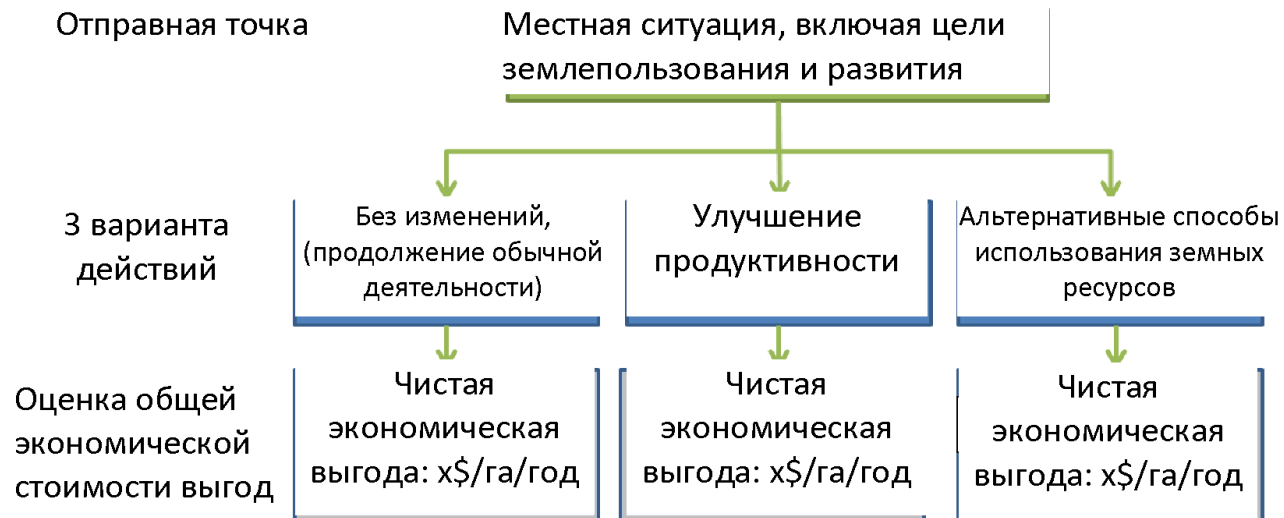 Отправная точка
Местная ситуация, включая цели
землепользования и развития
3 варианта
действий
Без изменений,
(продолжение обычной
деятельности)
Улучшение
продуктивности
Альтернативные способы
использования земных
ресурсов
Оценка общей
экономической
стоимости выгод
Чистая
экономическая
выгода: х$/га/год
Чистая
экономическая
выгода: х$/га/год
Чистая
экономическая
выгода: х$/га/год